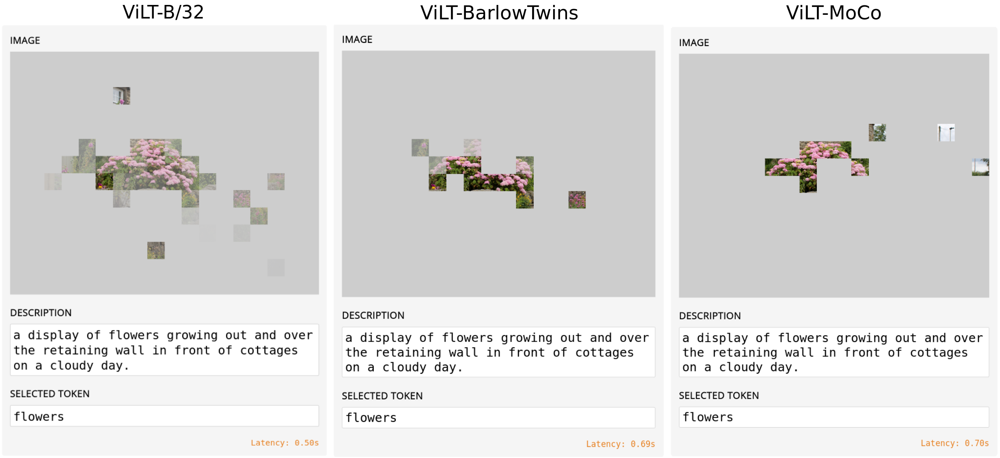 ViLT-B/32
IMAGE
DESCRIPTION
a display of flowers growing out and over
the retaining wall in front of cottages
on a cloudy day.
SELECTED TOKEN
flowers
Latency: 0.50s
ViLT-BarlowTwins
IMAGE
DESCRIPTION
a display of flowers growing out and over
the retaining wall in front of cottages
on a cloudy day.
SELECTED TOKEN
flowers
Latency: 0.69s
ViLT-MoCo
IMAGE
DESCRIPTION
a display of flowers growing out and over
the retaining wall in front of cottages
on a cloudy day.
SELECTED TOKEN
flowers
Latency: 0.70s